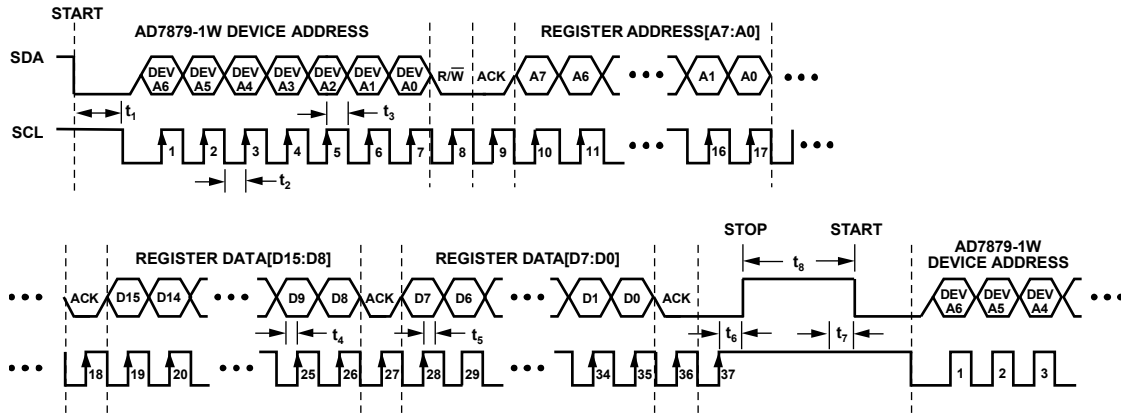 START
AD7879-1W DEVICE ADDRESS
REGISTER ADDRESS[A7:A0]
SDA
DEV A6 DEV A5 DEV A4 DEV A3 DEV A2 DEV A1 DEV A0 R/W̅ ACK A7 A6 ••• A1 A0 •••
t1 t3
SCL
1 2 3 4 5 6 7 8 9 10 11 ••• 16 17 •••
t2
STOP START
AD7879-1W
DEVICE ADDRESS
REGISTER DATA[D15:D8]
REGISTER DATA[D7:D0]
t8
••• ACK D15 D14 ••• D9 D8 ACK D7 D6 ••• D1 D0 ACK DEV A6 DEV A5 DEV A4 •••
t4 t5 t6 t7
••• 18 19 20 ••• 25 26 27 28 29 ••• 34 35 36 37 1 2 3